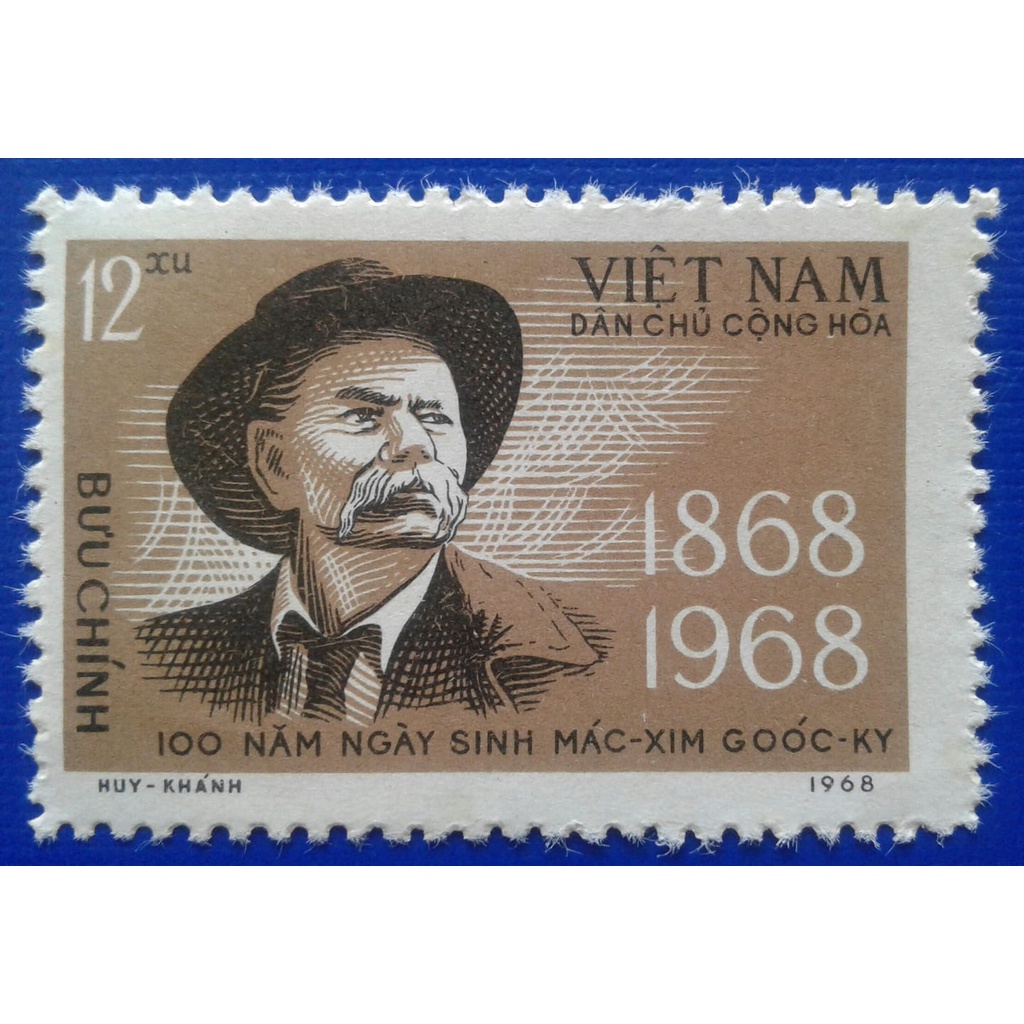 12 xu
VIỆT NAM
DÂN CHỦ CỘNG HÒA
BƯU CHÍNH
1868
1968
100 NĂM NGÀY SINH MÁC-XIM GOÓC-KY
HUY-KHÁNH
1968